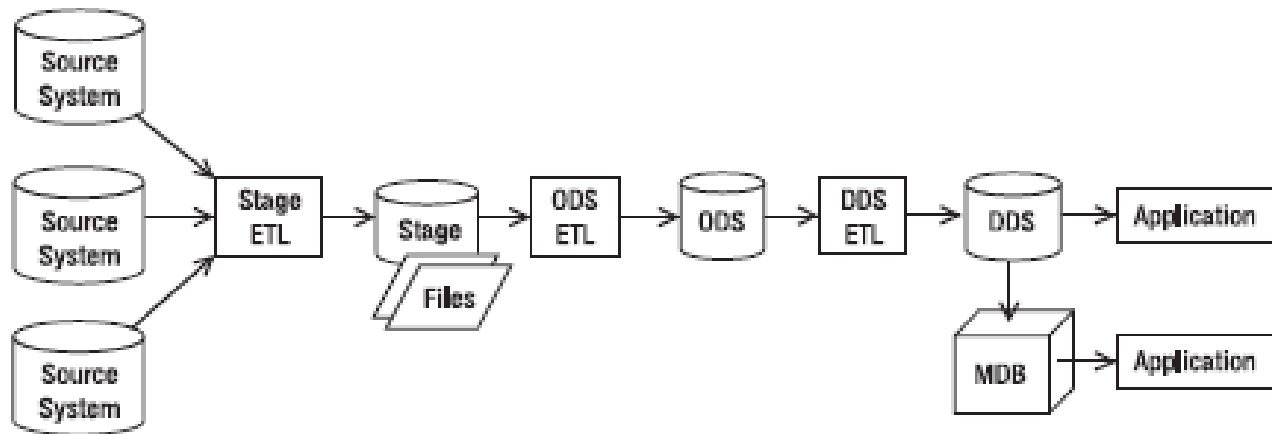 Source
System
Source
System
Source
System
Stage
ETL
Stage
Files
ODS
ETL
ODS
DDS
ETL
DDS
Application
MDB
Application